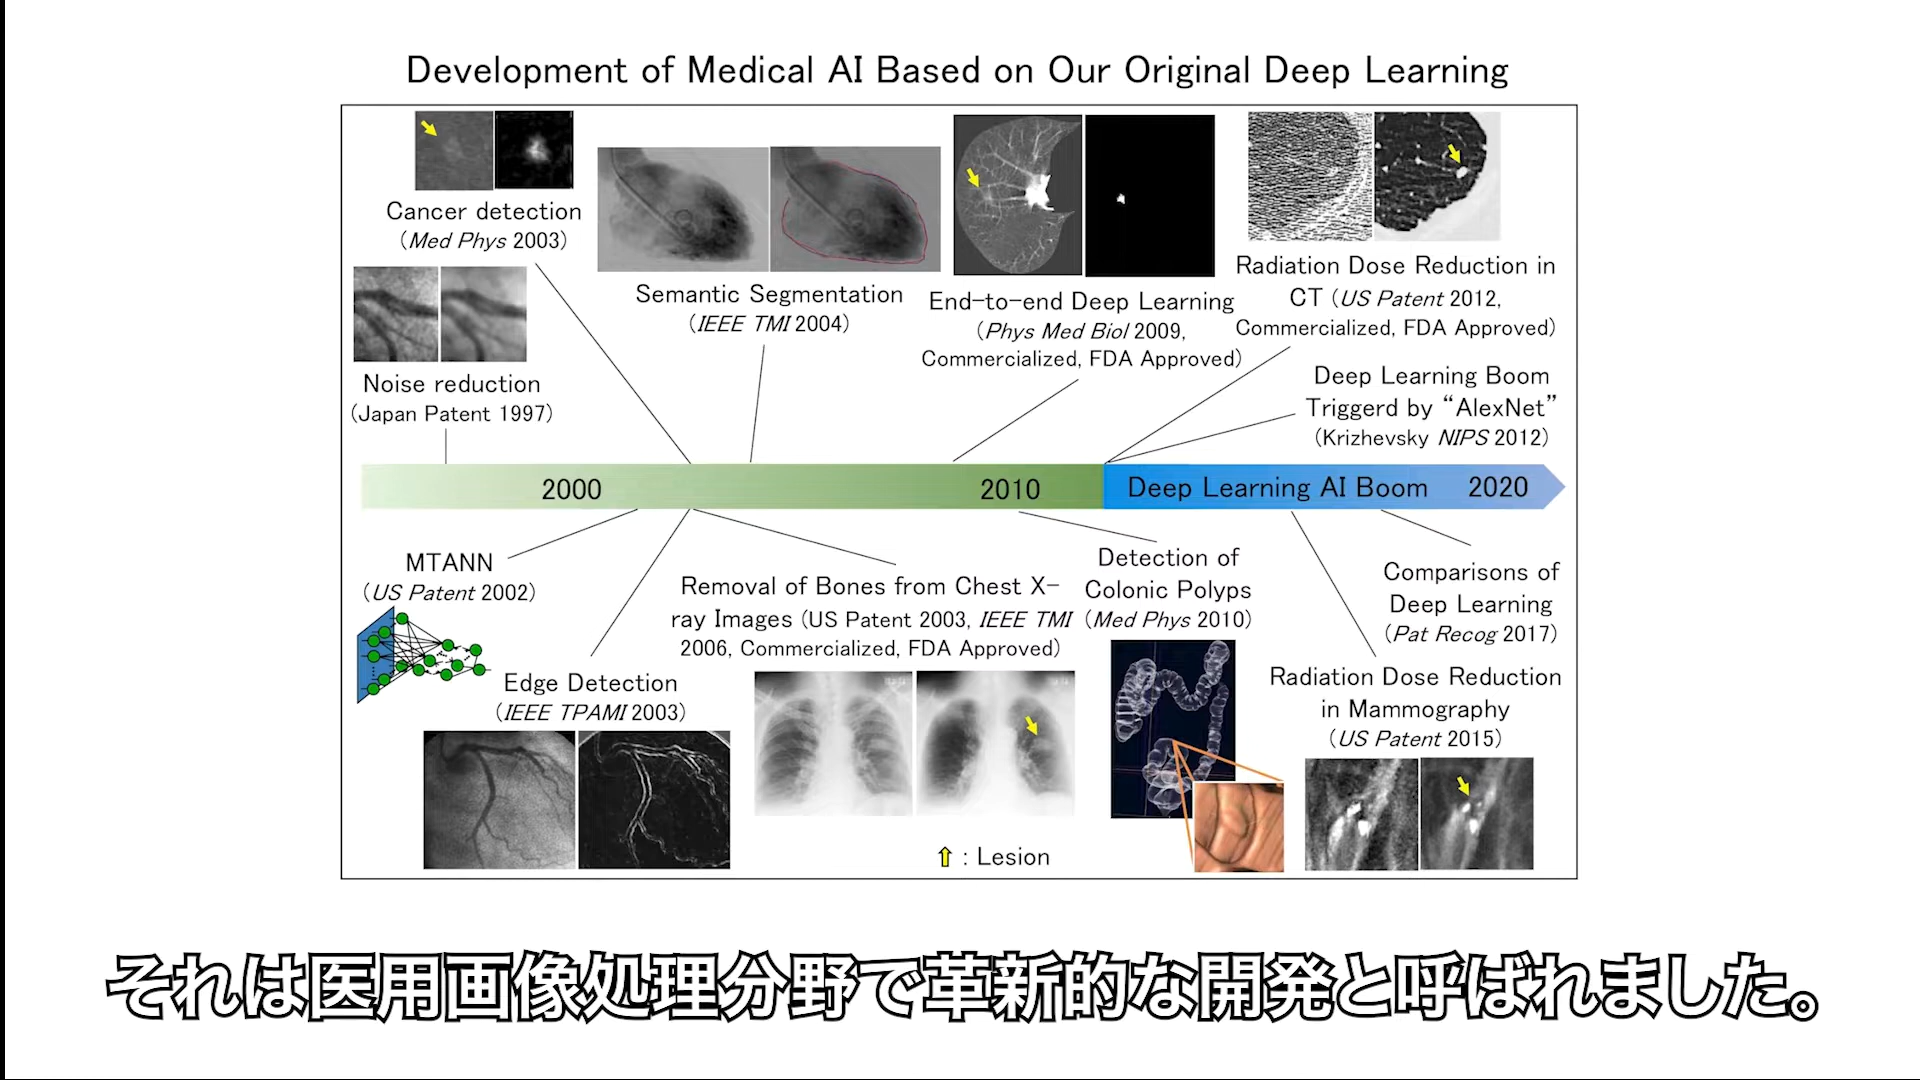 Development of Medical AI Based on Our Original Deep Learning
Cancer detection
(Med Phys 2003)
Noise reduction
(Japan Patent 1997)
Semantic Segmentation
(IEEE TMI 2004)
End-to-end Deep Learning
(Phys Med Biol 2009,
Commercialized, FDA Approved)
Radiation Dose Reduction in
CT (US Patent 2012,
Commercialized, FDA Approved)
Deep Learning Boom
Triggerd by “AlexNet”
(Krizhevsky NIPS 2012)
2000
2010
Deep Learning AI Boom
2020
MTANN
(US Patent 2002)
Edge Detection
(IEEE TPAMI 2003)
Removal of Bones from Chest X-
ray Images (US Patent 2003, IEEE TMI
2006, Commercialized, FDA Approved)
Detection of
Colonic Polyps
(Med Phys 2010)
Comparisons of
Deep Learning
(Pat Recog 2017)
Radiation Dose Reduction
in Mammography
(US Patent 2015)
: Lesion
それは医用画像処理分野で革新的な開発と呼ばれました。